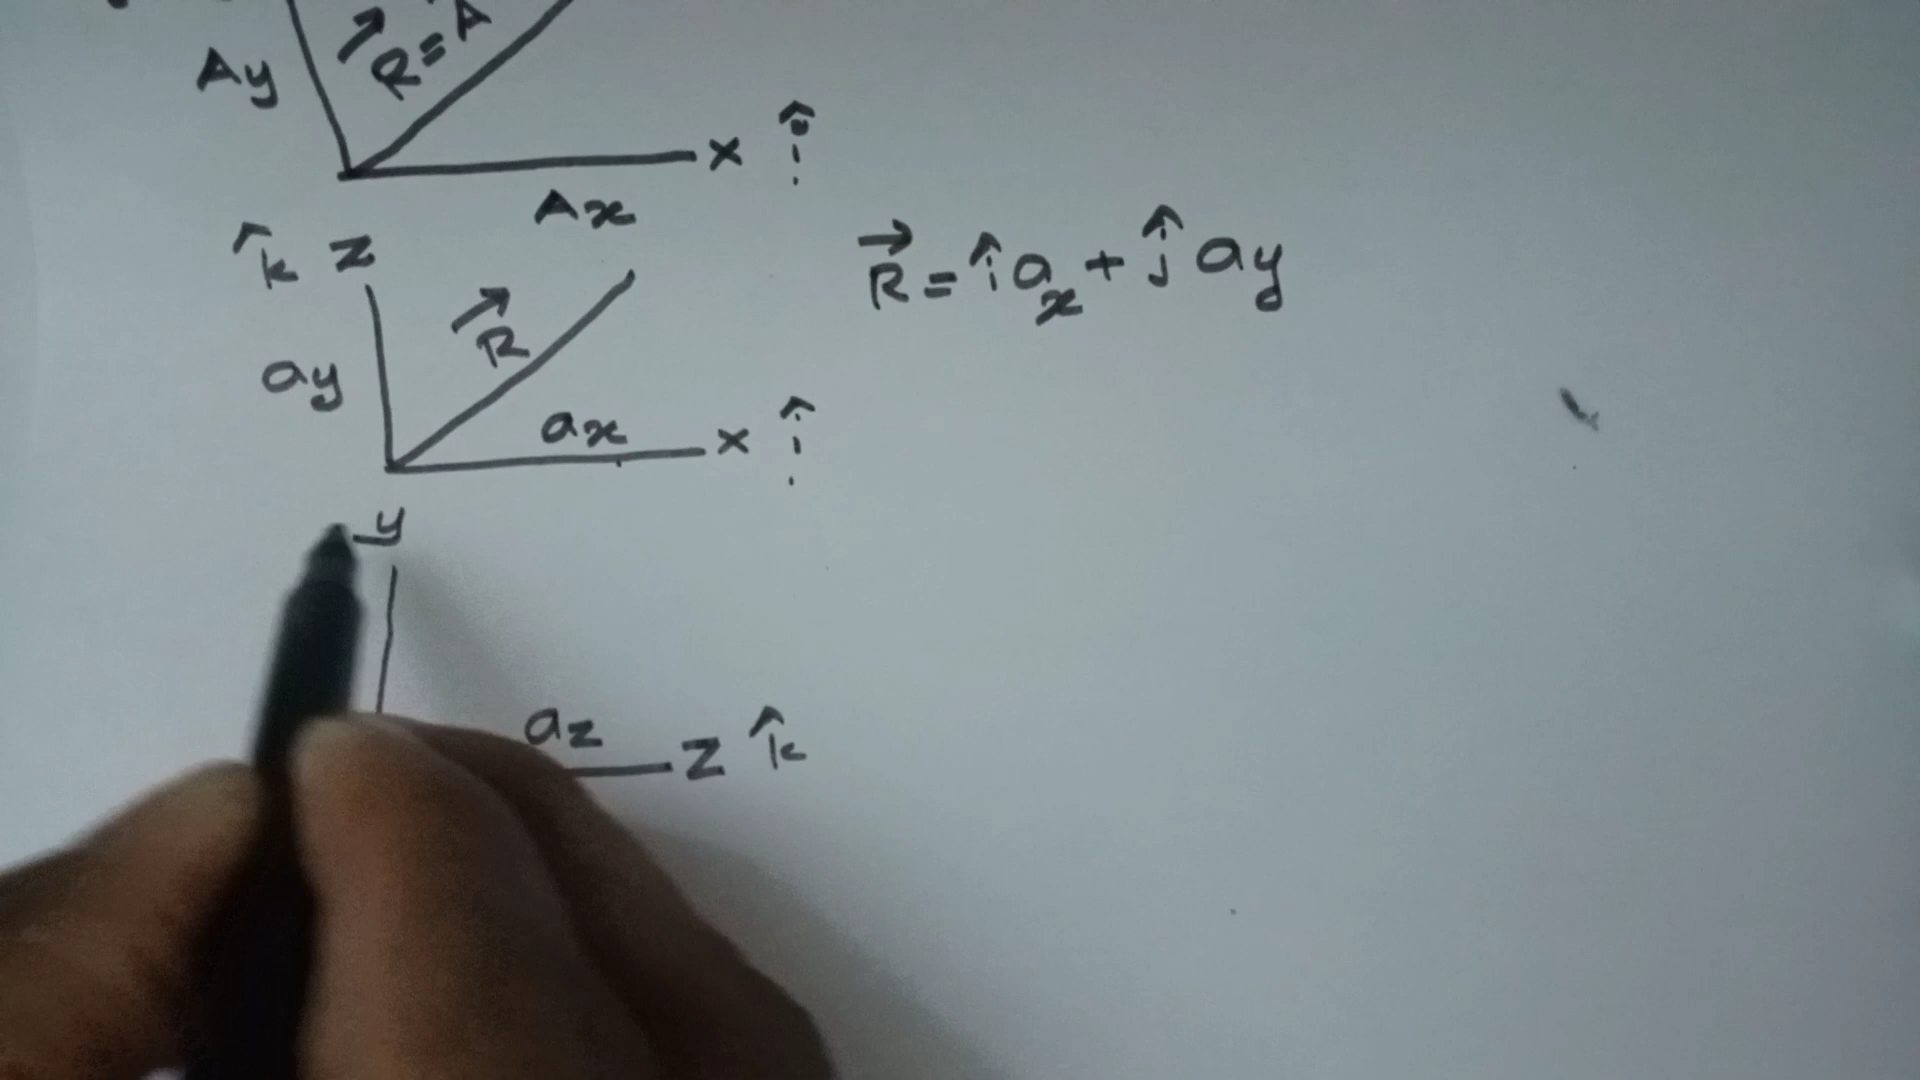 Ay
R⃗ = A
x î
Ax
k̂ z
R⃗ = î ax + ĵ ay
R⃗
ay
ax
x î
y
az
z k̂